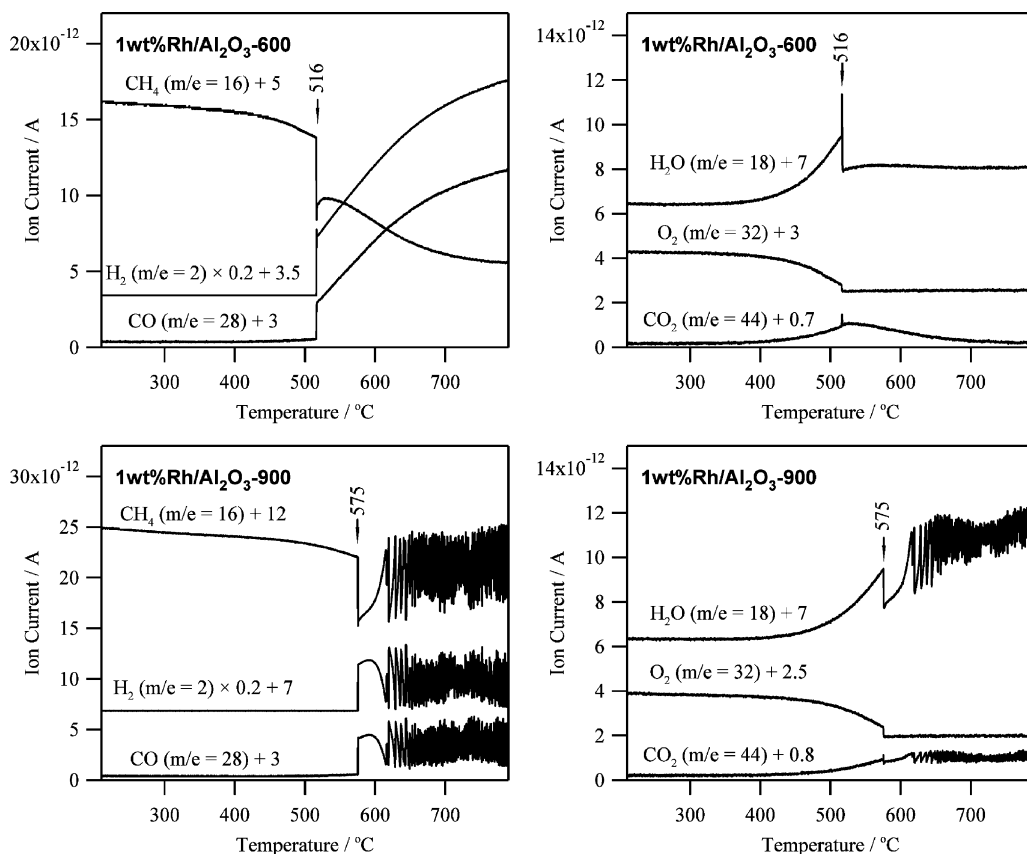 20x10⁻¹²
1wt%Rh/Al₂O₃-600
CH₄ (m/e = 16) + 5
516
15
10
H₂ (m/e = 2) × 0.2 + 3.5
5
CO (m/e = 28) + 3
0
Ion Current / A
300 400 500 600 700
Temperature / °C
14x10⁻¹²
1wt%Rh/Al₂O₃-600
516
12
10
H₂O (m/e = 18) + 7
8
6
O₂ (m/e = 32) + 3
4
2
CO₂ (m/e = 44) + 0.7
0
Ion Current / A
300 400 500 600 700
Temperature / °C
30x10⁻¹²
1wt%Rh/Al₂O₃-900
CH₄ (m/e = 16) + 12
575
25
20
15
10
H₂ (m/e = 2) × 0.2 + 7
5
CO (m/e = 28) + 3
0
Ion Current / A
300 400 500 600 700
Temperature / °C
14x10⁻¹²
1wt%Rh/Al₂O₃-900
575
12
10
8
H₂O (m/e = 18) + 7
6
O₂ (m/e = 32) + 2.5
4
2
CO₂ (m/e = 44) + 0.8
0
Ion Current / A
300 400 500 600 700
Temperature / °C